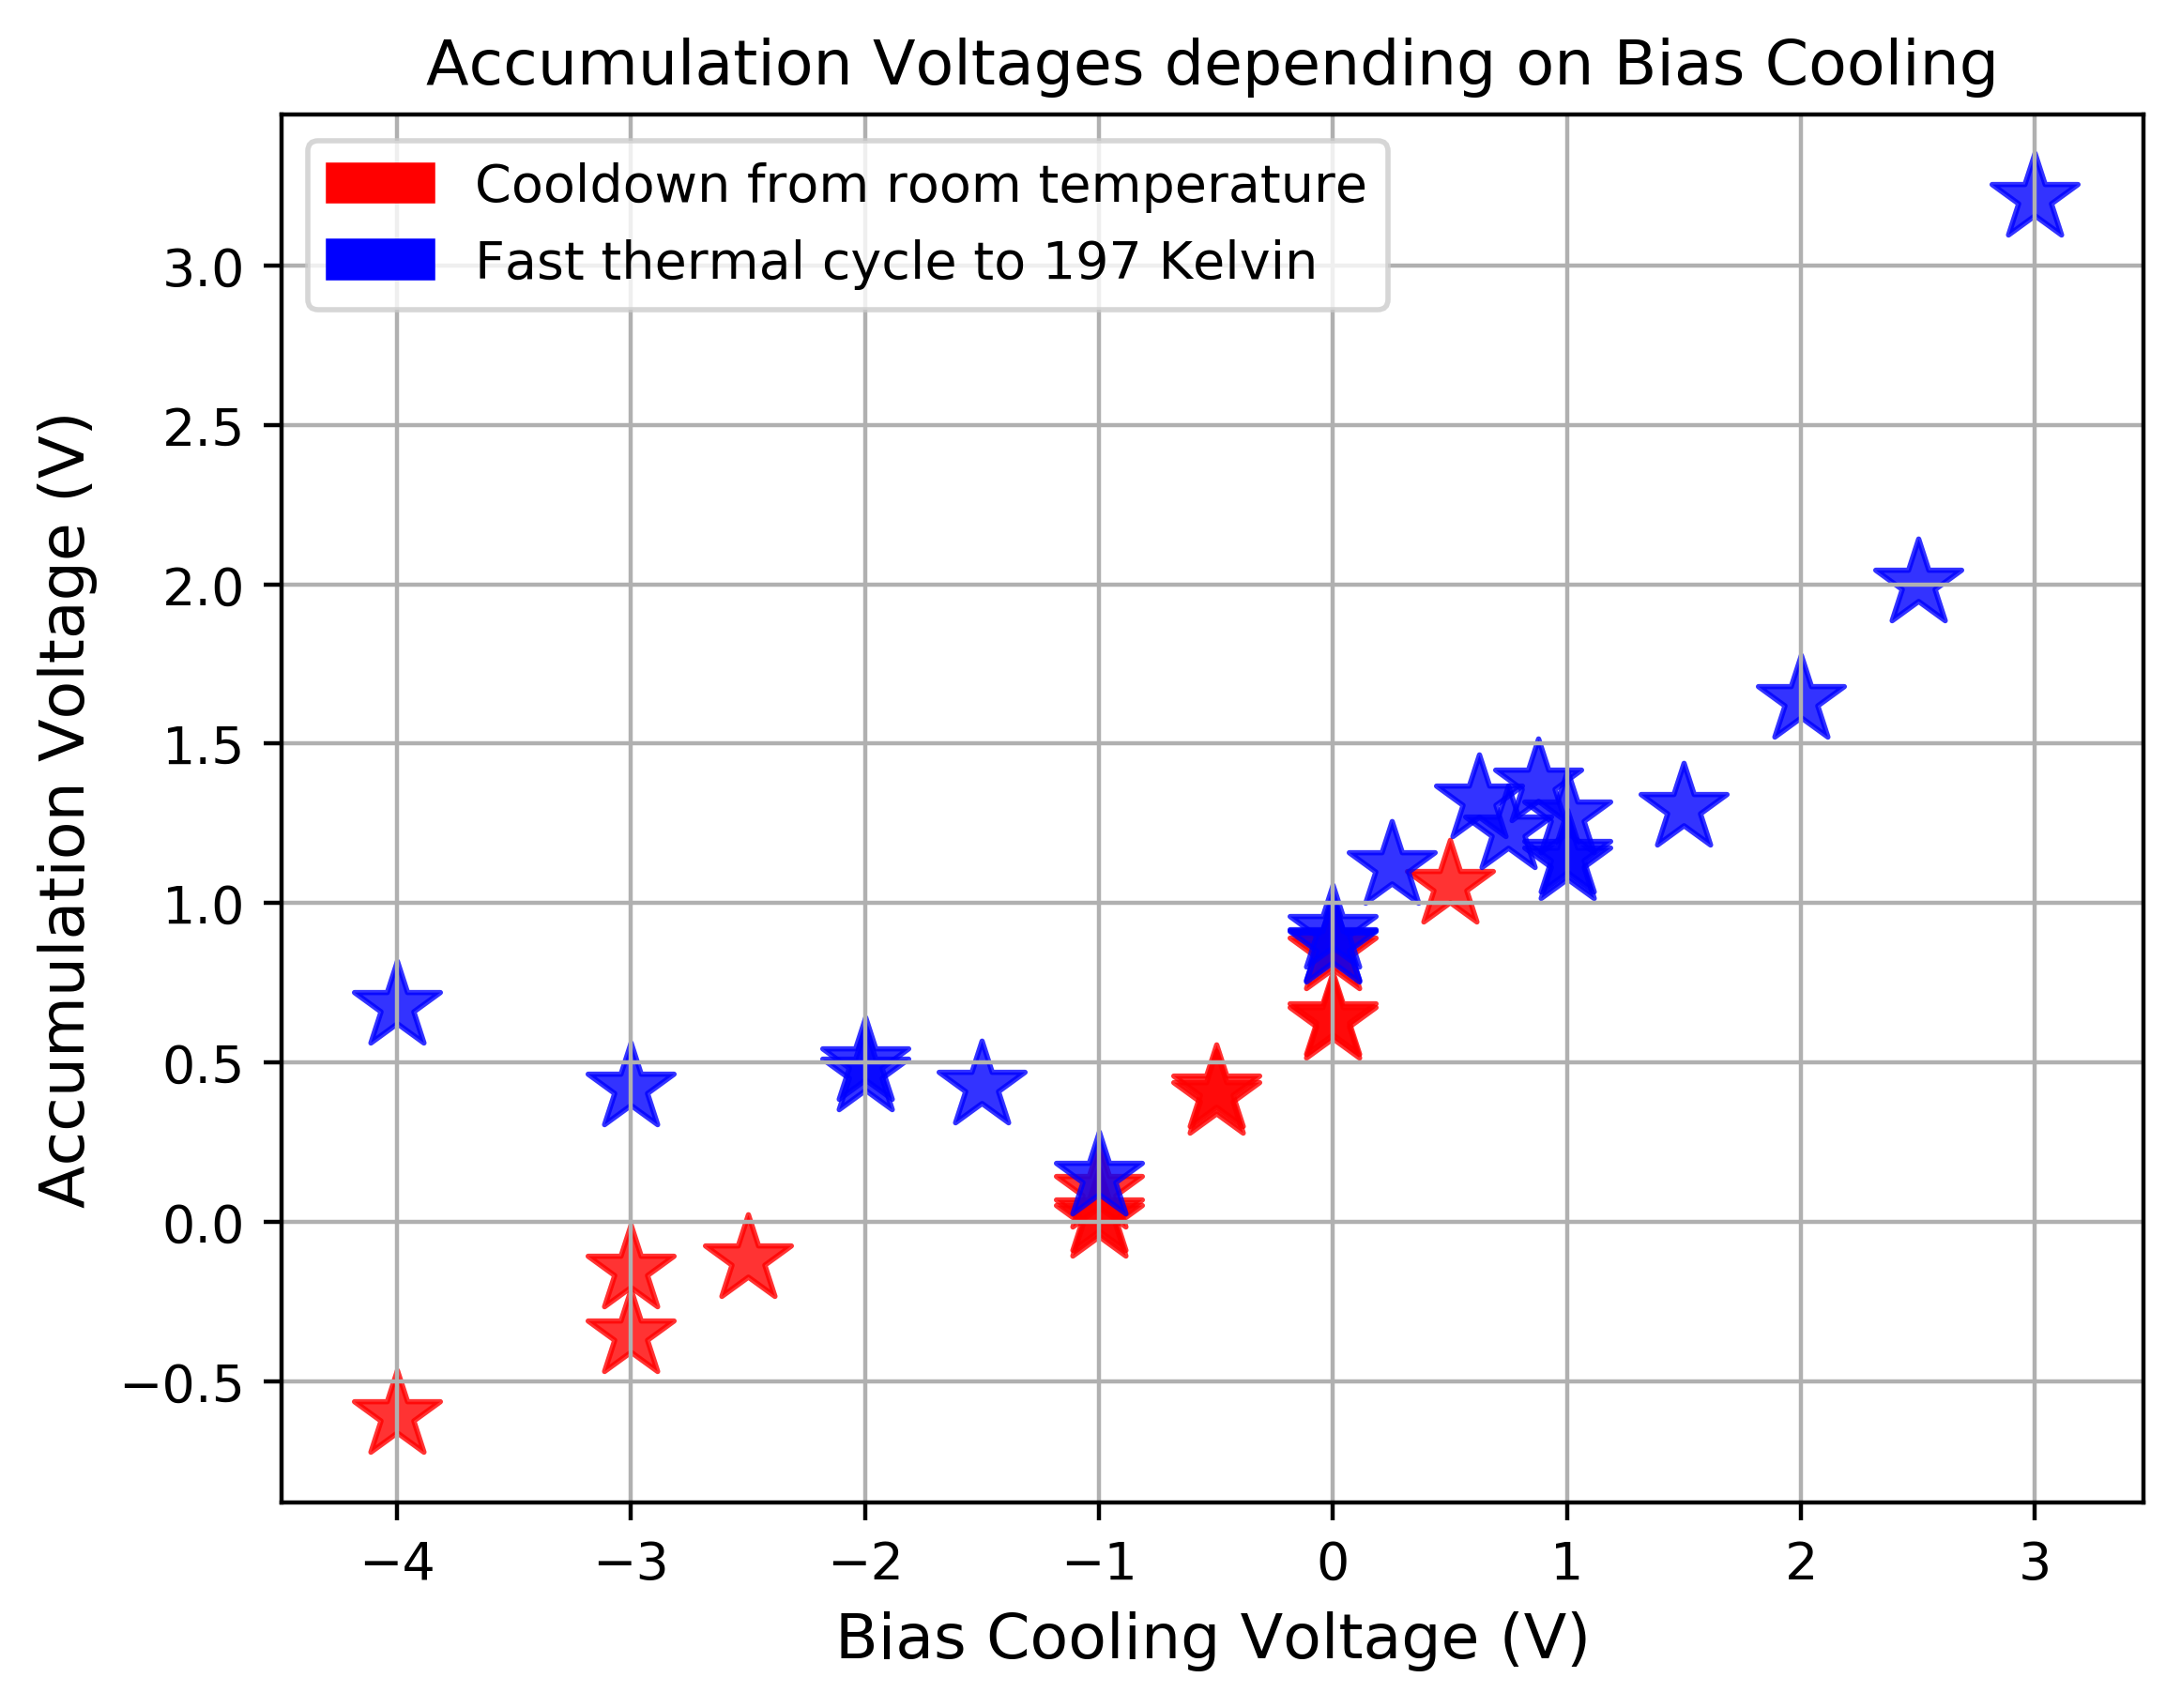 Accumulation Voltages depending on Bias Cooling
Cooldown from room temperature
Fast thermal cycle to 197 Kelvin
Accumulation Voltage (V)
3.0
2.5
2.0
1.5
1.0
0.5
0.0
−0.5
−4 −3 −2 −1 0 1 2 3
Bias Cooling Voltage (V)